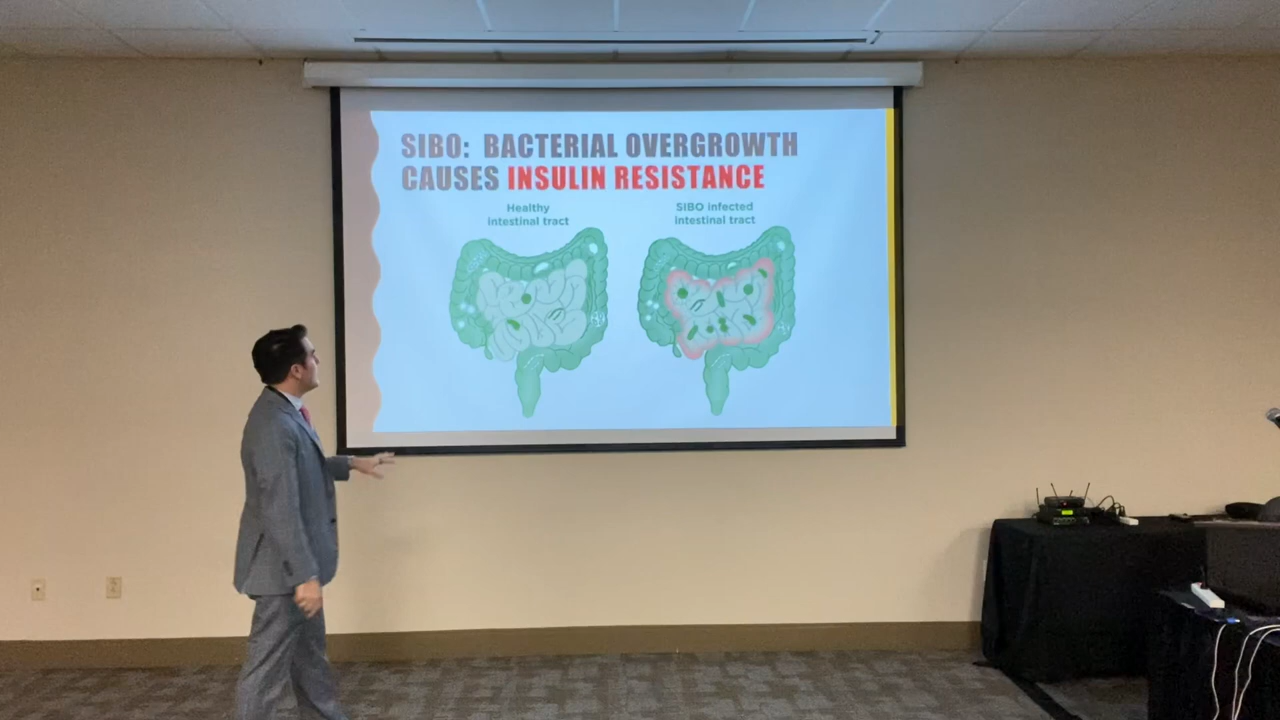 SIBO: BACTERIAL OVERGROWTH
CAUSES INSULIN RESISTANCE
Healthy
intestinal tract
SIBO infected
intestinal tract